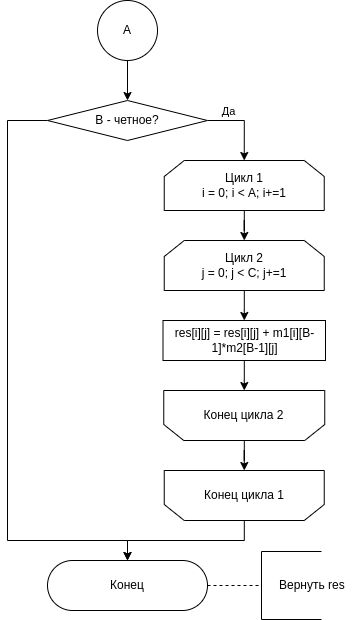 A
B - четное?
Да
Цикл 1
i = 0; i < A; i+=1
Цикл 2
j = 0; j < C; j+=1
res[i][j] = res[i][j] + m1[i][B-
1]*m2[B-1][j]
Конец цикла 2
Конец цикла 1
Конец
Вернуть res